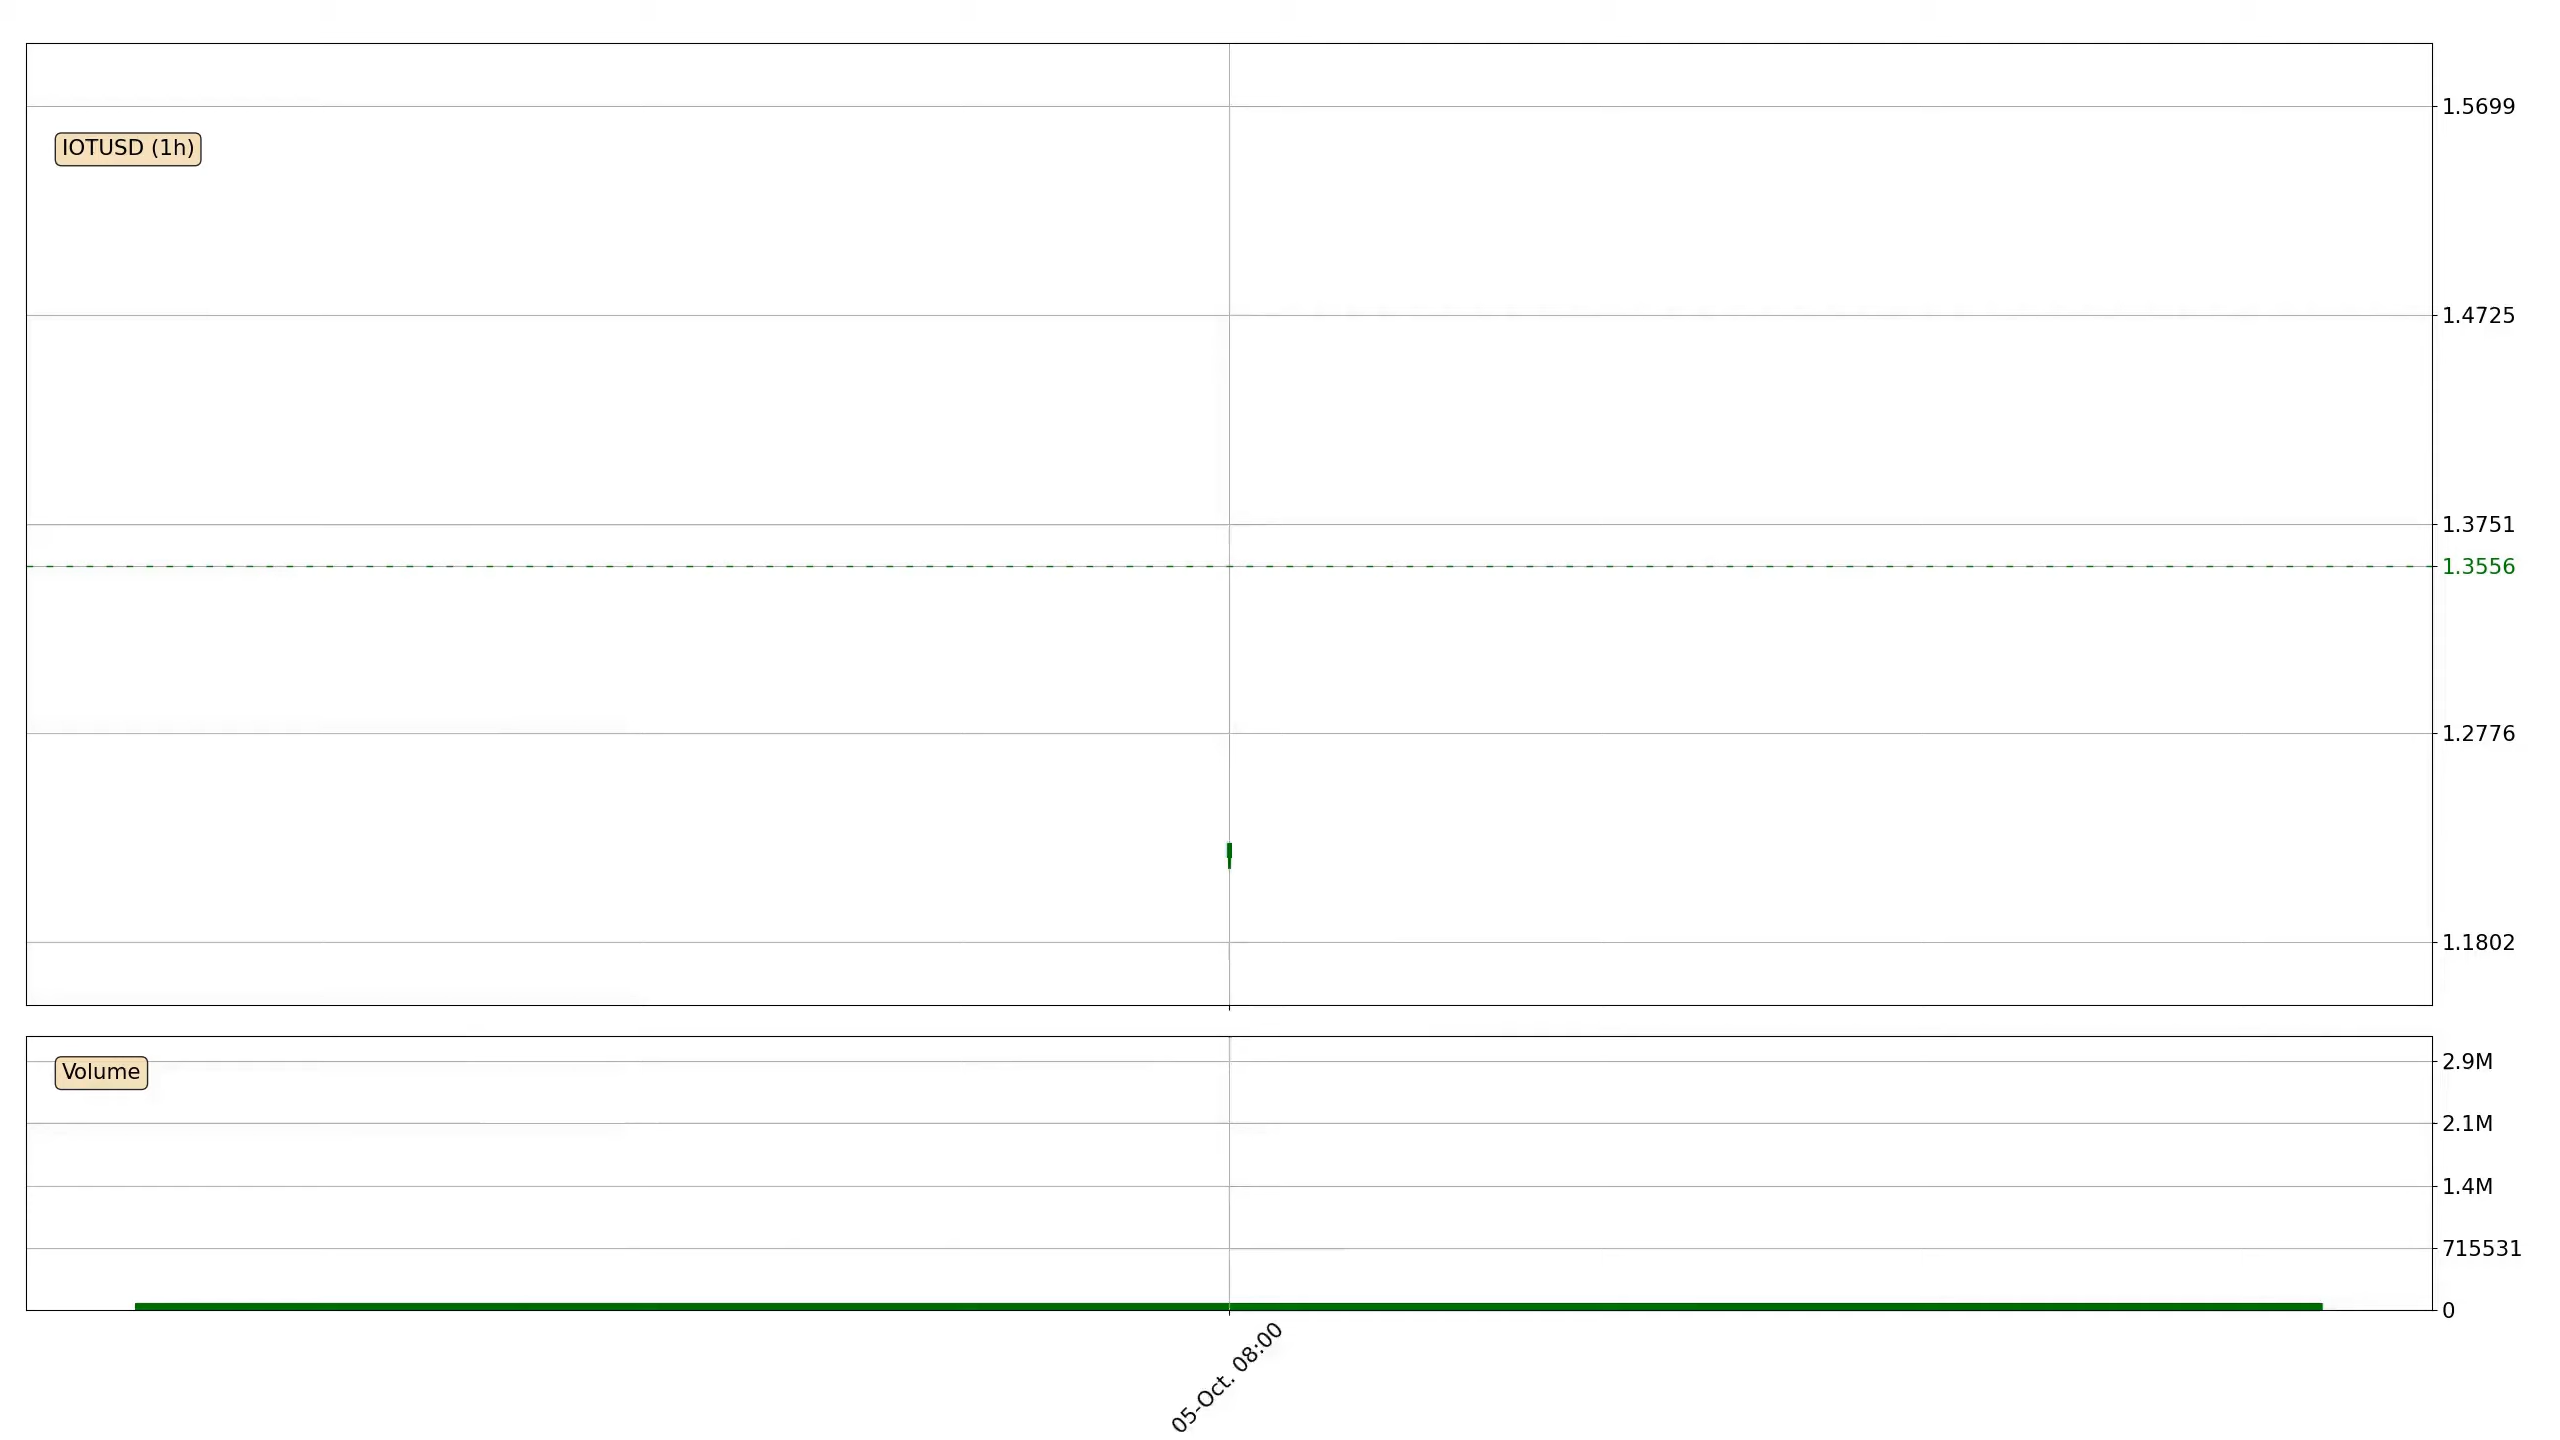 1.5699
IOTUSD (1h)
1.4725
1.3751
1.3556
1.2776
1.1802
Volume
2.9M
2.1M
1.4M
715531
0
05-Oct. 08:00